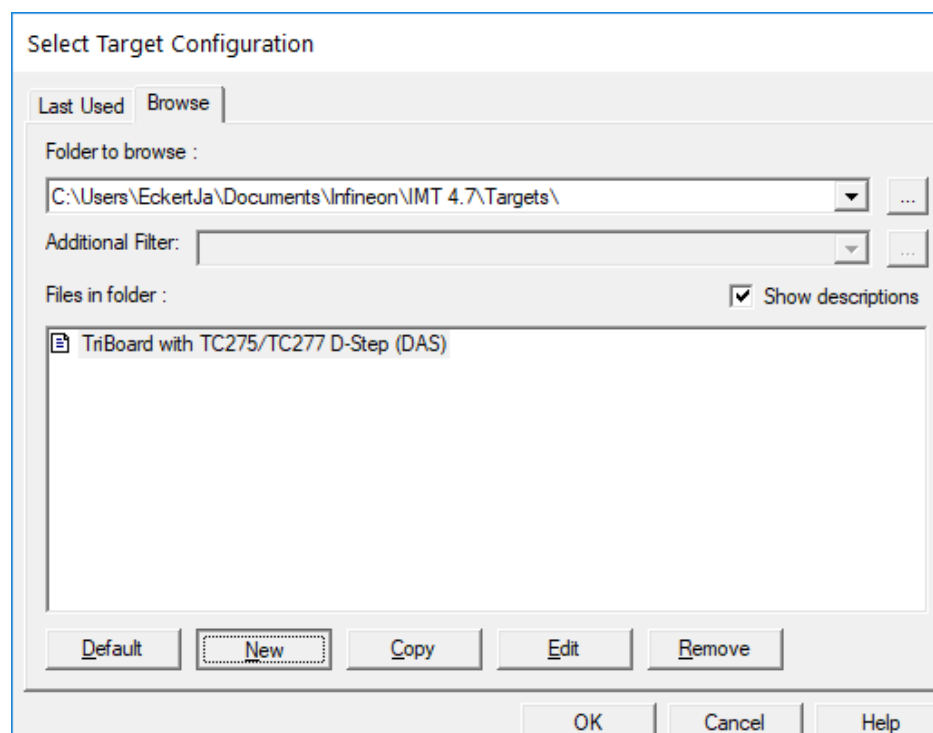 Select Target Configuration
Last Used Browse
Folder to browse :
C:\Users\EckertJa\Documents\Infineon\IMT 4.7\Targets\ ...
Additional Filter: ...
Files in folder : Show descriptions
TriBoard with TC275/TC277 D-Step (DAS)
Default New Copy Edit Remove
OK Cancel Help